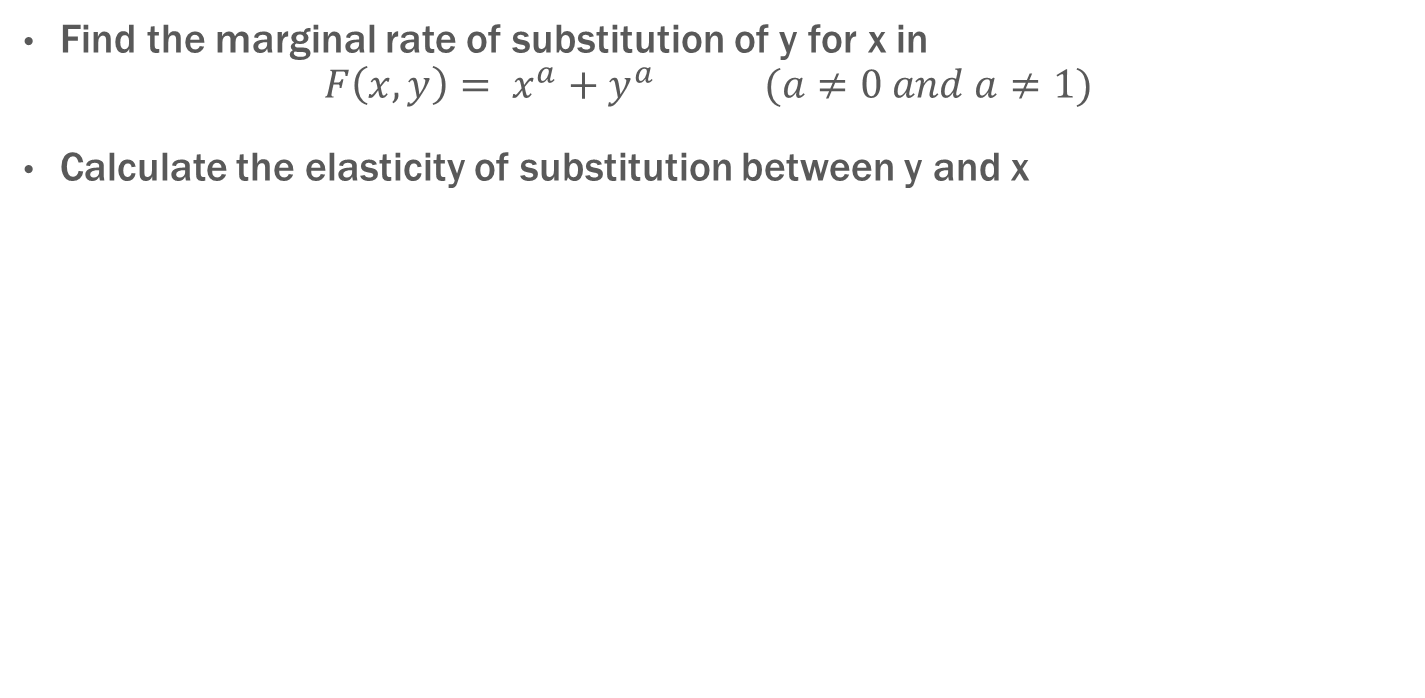 • Find the marginal rate of substitution of y for x in
F(x, y) = x^a + y^a (a ≠ 0 and a ≠ 1)
• Calculate the elasticity of substitution between y and x